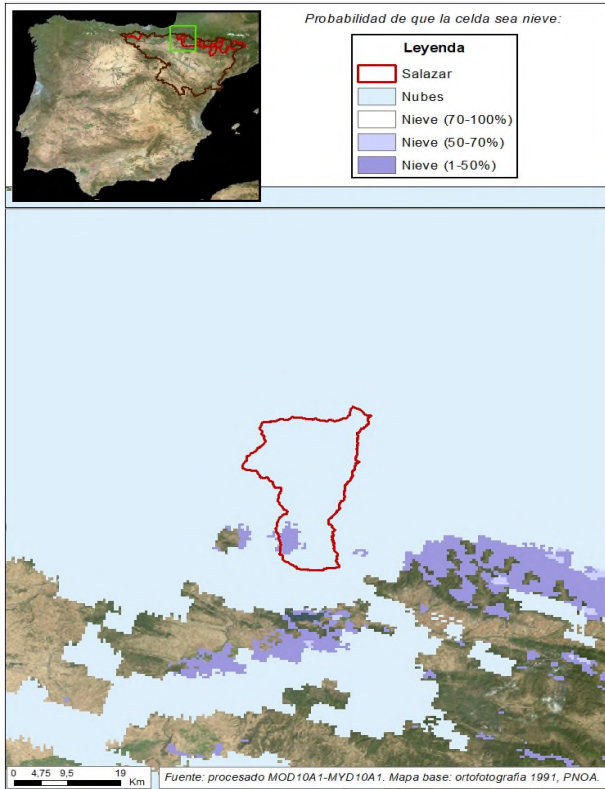 Probabilidad de que la celda sea nieve:
Leyenda
Salazar
Nubes
Nieve (70-100%)
Nieve (50-70%)
Nieve (1-50%)
0 4,75 9,5 19
Km
Fuente: procesado MOD10A1-MYD10A1. Mapa base: ortofotografia 1991, PNOA.